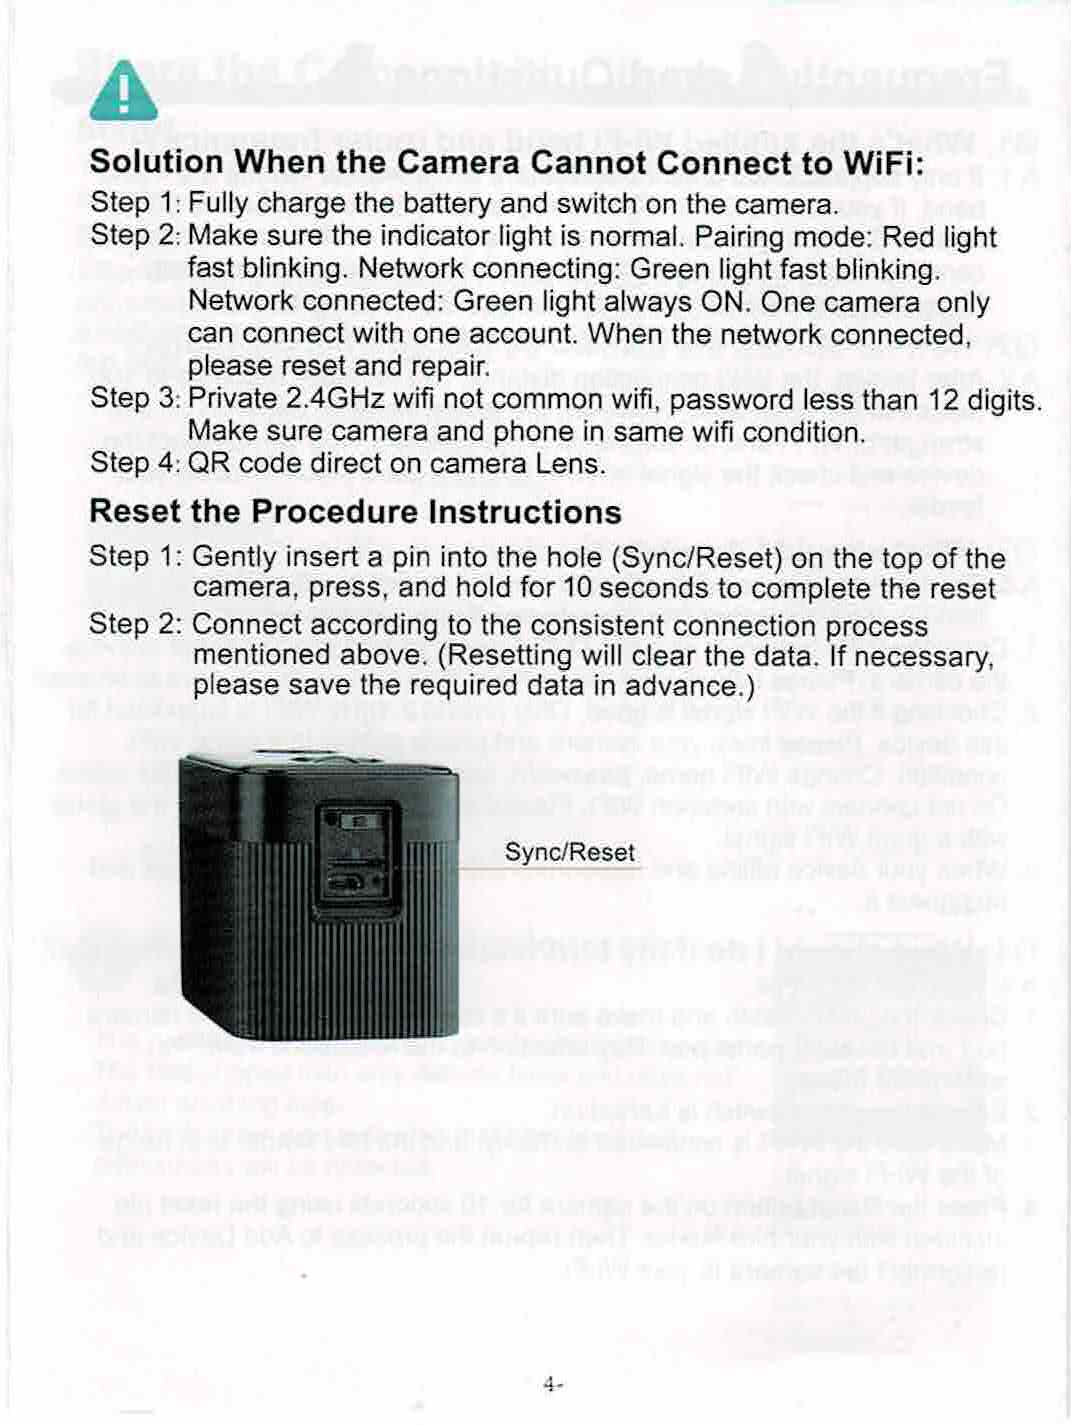 Solution When the Camera Cannot Connect to WiFi:
Step 1: Fully charge the battery and switch on the camera.
Step 2: Make sure the indicator light is normal. Pairing mode: Red light
fast blinking. Network connecting: Green light fast blinking.
Network connected: Green light always ON. One camera only
can connect with one account. When the network connected,
please reset and repair.
Step 3: Private 2.4GHz wifi not common wifi, password less than 12 digits.
Make sure camera and phone in same wifi condition.
Step 4: QR code direct on camera Lens.
Reset the Procedure Instructions
Step 1: Gently insert a pin into the hole (Sync/Reset) on the top of the
camera, press, and hold for 10 seconds to complete the reset
Step 2: Connect according to the consistent connection process
mentioned above. (Resetting will clear the data. If necessary,
please save the required data in advance.)
Sync/Reset
4-